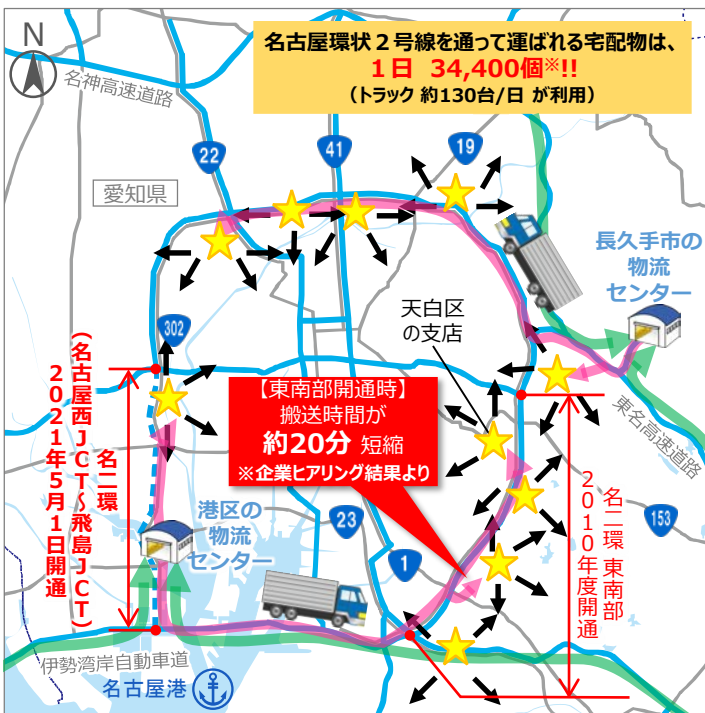 N
名古屋環状2号線を通って運ばれる宅配物は、
1日 34,400個※!!
（トラック 約130台/日 が利用）
名神高速道路
22
41
19
愛知県
長久手市の
物流
センター
302
天白区
の支店
（名古屋西JCT～飛島JCT）
2021年5月1日開通
名二環
【東南部開通時】
搬送時間が
約20分 短縮
※企業ヒアリング結果より
東名高速道路
港区の
物流
センター
23
1
153
名二環 東南部
2010年度開通
伊勢湾岸自動車道
名古屋港